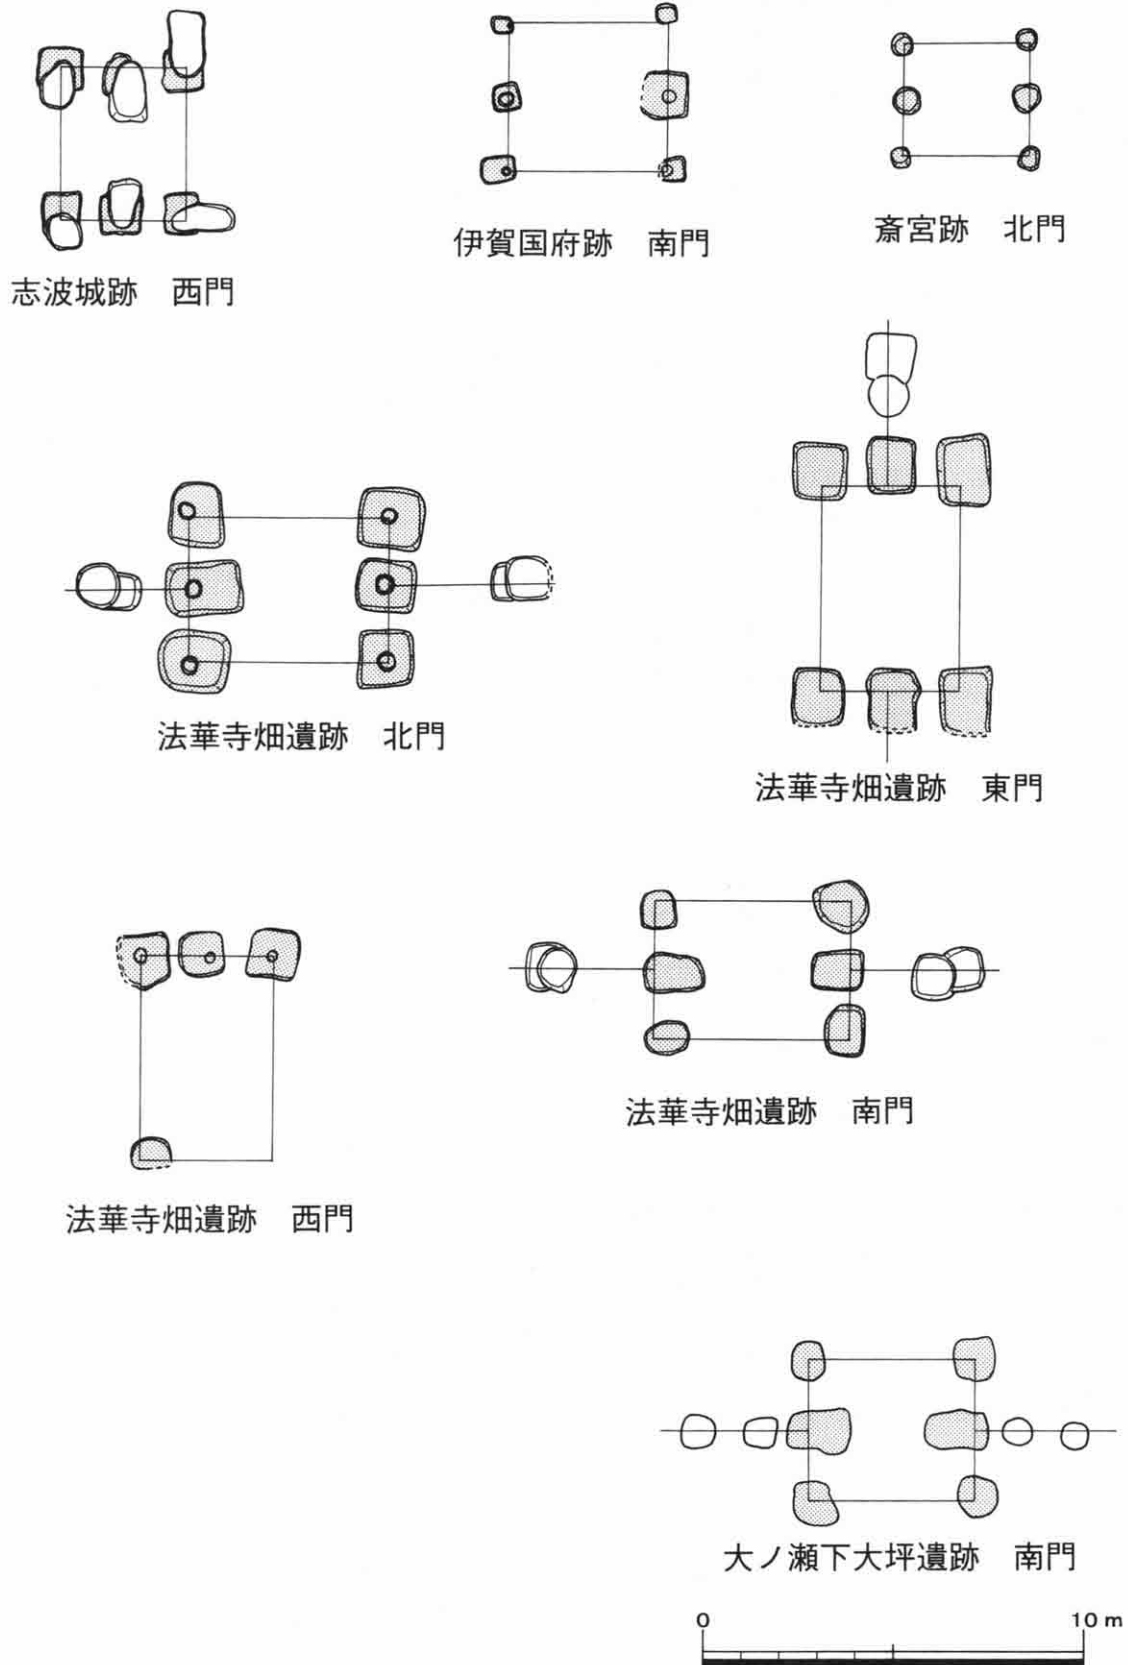 志波城跡　西門
伊賀国府跡　南門
斎宮跡　北門
法華寺畑遺跡　北門
法華寺畑遺跡　東門
法華寺畑遺跡　西門
法華寺畑遺跡　南門
大ノ瀬下大坪遺跡　南門
0 10 m